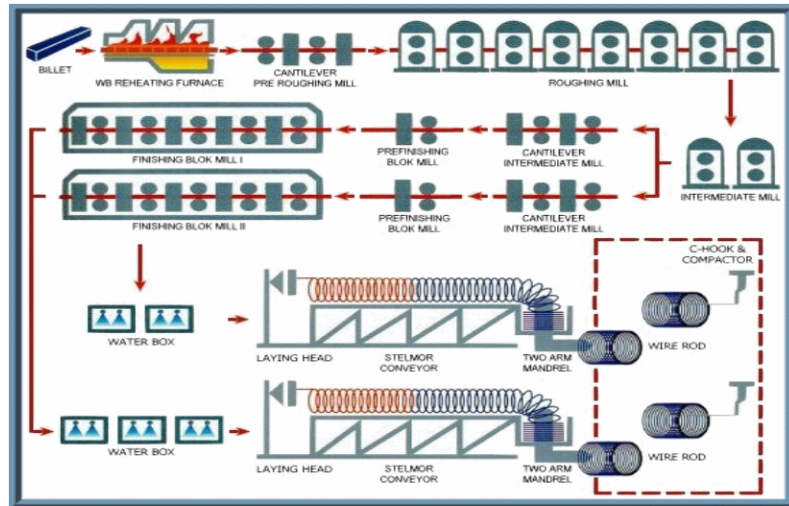 BILLET
WB REHEATING FURNACE
CANTILEVER
PRE ROUGHING MILL
ROUGHING MILL
FINISHING BLOK MILL I
PREFINISHING
BLOK MILL
CANTILEVER
INTERMEDIATE MILL
INTERMEDIATE MILL
FINISHING BLOK MILL II
PREFINISHING
BLOK MILL
CANTILEVER
INTERMEDIATE MILL
C-HOOK &
COMPACTOR
WATER BOX
LAYING HEAD
STELMOR
CONVEYOR
TWO ARM
MANDREL
WIRE ROD
WATER BOX
LAYING HEAD
STELMOR
CONVEYOR
TWO ARM
MANDREL
WIRE ROD